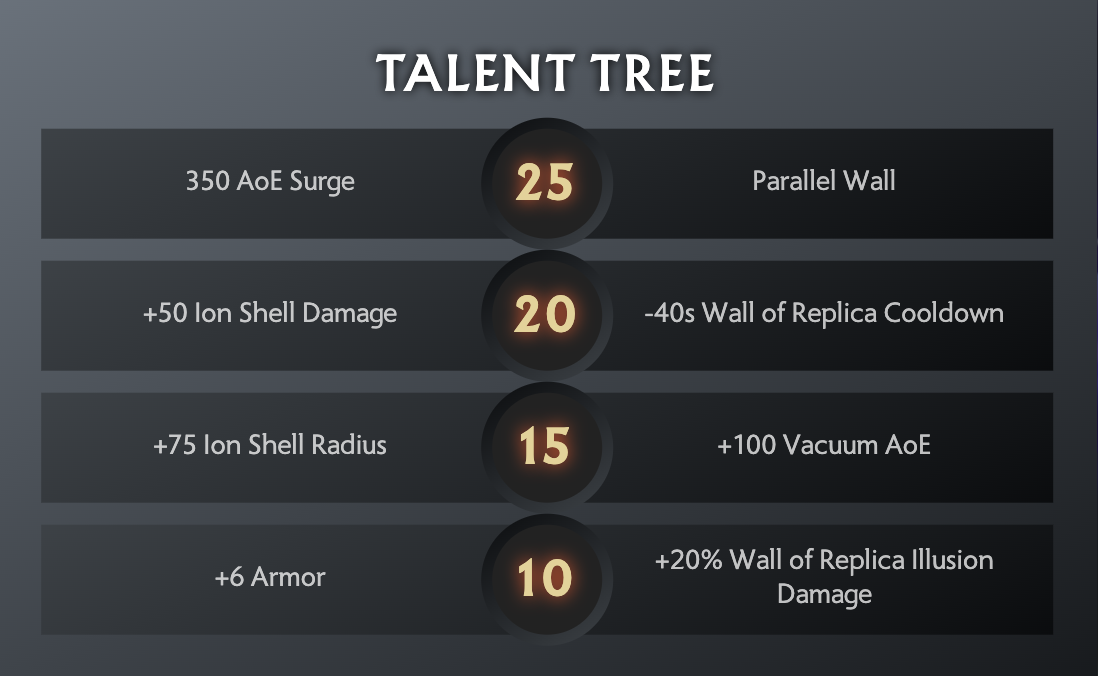 TALENT TREE
350 AoE Surge
25
Parallel Wall
+50 Ion Shell Damage
20
-40s Wall of Replica Cooldown
+75 Ion Shell Radius
15
+100 Vacuum AoE
+6 Armor
10
+20% Wall of Replica Illusion
Damage